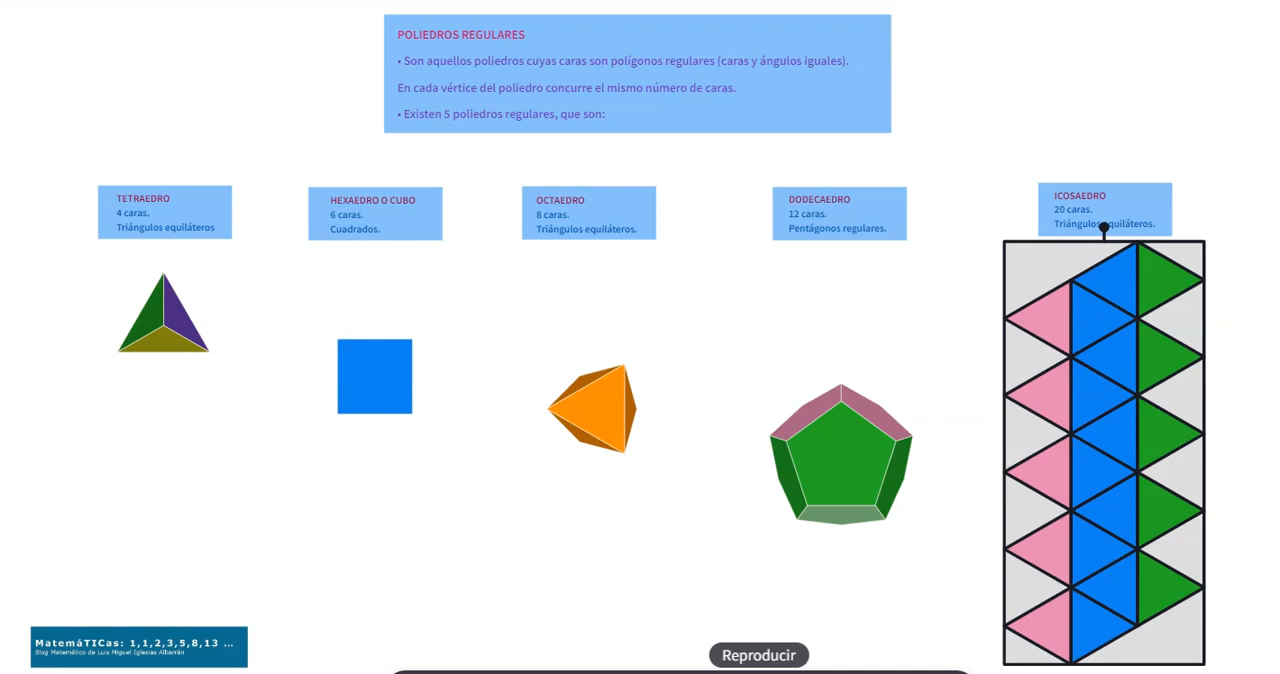 POLIEDROS REGULARES
• Son aquellos poliedros cuyas caras son polígonos regulares (caras y ángulos iguales).
En cada vértice del poliedro concurre el mismo número de caras.
• Existen 5 poliedros regulares, que son:
TETRAEDRO
4 caras.
Triángulos equiláteros
HEXAEDRO O CUBO
6 caras.
Cuadrados.
OCTAEDRO
8 caras.
Triángulos equiláteros.
DODECAEDRO
12 caras.
Pentágonos regulares.
ICOSAEDRO
20 caras.
Triángulos equiláteros.
MatemáTICas: 1,1,2,3,5,8,13 ...
Blog Matemático de Luis Miguel Iglesias Albarrán
Reproducir